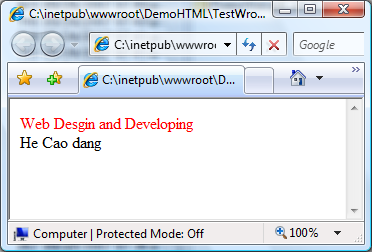 C:\inetpub\wwwroot\DemoHTML\TestWro...
C:\inetpub\wwwroo
Google
C:\inetpub\wwwroot\D...
Web Desgin and Developing
He Cao dang
Computer | Protected Mode: Off
100%